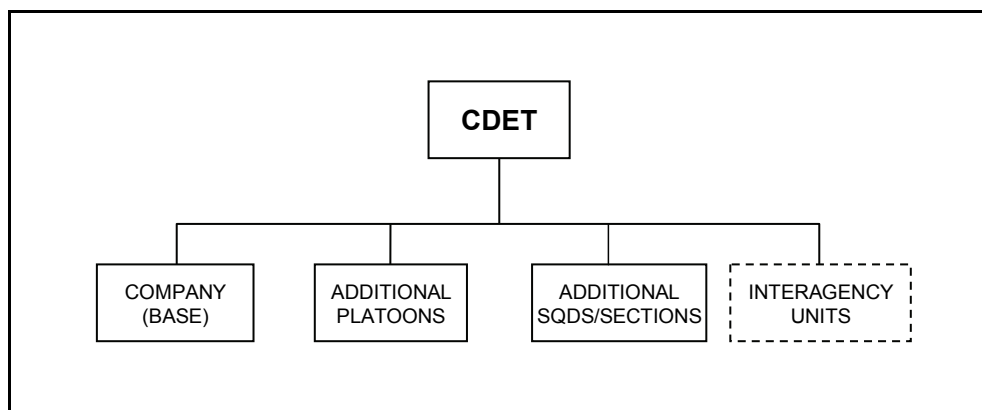 CDET
COMPANY
(BASE)
ADDITIONAL
PLATOONS
ADDITIONAL
SQDS/SECTIONS
INTERAGENCY
UNITS